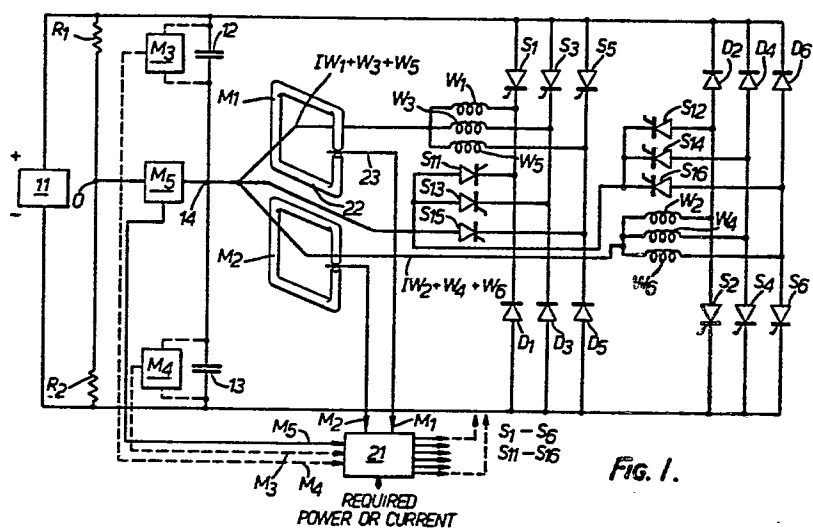 R1
M3
12
IW1+W3+W5
M1
S1
S3
S5
D2
D4
D6
W1
W3
W5
S12
S14
S16
+
11
-
O
M5
14
23
22
S11
S13
S15
W2
W4
W6
M2
IW2+W4+W6
S2
S4
S6
R2
M4
13
D1
D3
D5
M2
M1
M5
M3
M4
21
S1-S6
S11-S16
REQUIRED
POWER OR CURRENT
FIG. 1.